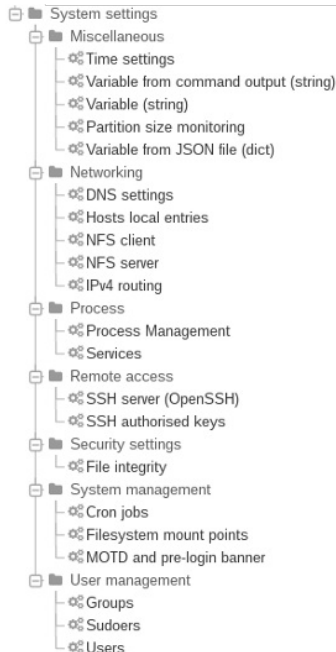 System settings
Miscellaneous
Time settings
Variable from command output (string)
Variable (string)
Partition size monitoring
Variable from JSON file (dict)
Networking
DNS settings
Hosts local entries
NFS client
NFS server
IPv4 routing
Process
Process Management
Services
Remote access
SSH server (OpenSSH)
SSH authorised keys
Security settings
File integrity
System management
Cron jobs
Filesystem mount points
MOTD and pre-login banner
User management
Groups
Sudoers
Users